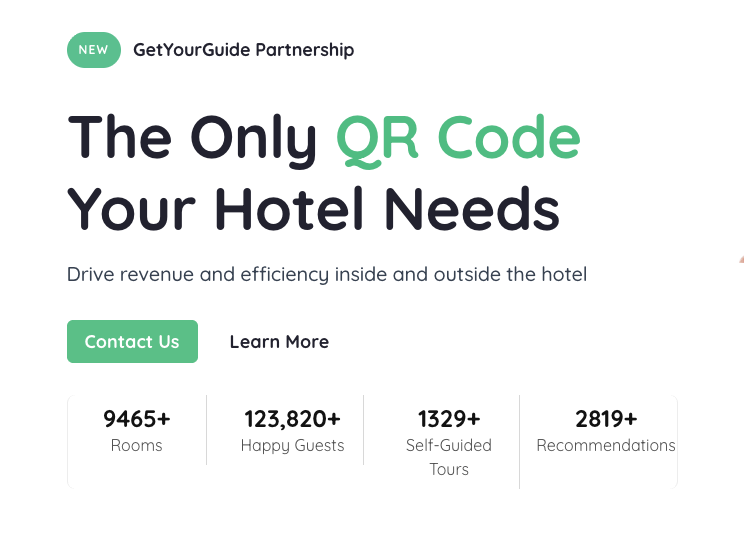 NEW GetYourGuide Partnership
The Only QR Code
Your Hotel Needs
Drive revenue and efficiency inside and outside the hotel
Contact Us Learn More
9465+ 123,820+ 1329+ 2819+
Rooms Happy Guests Self-Guided Recommendations
Tours